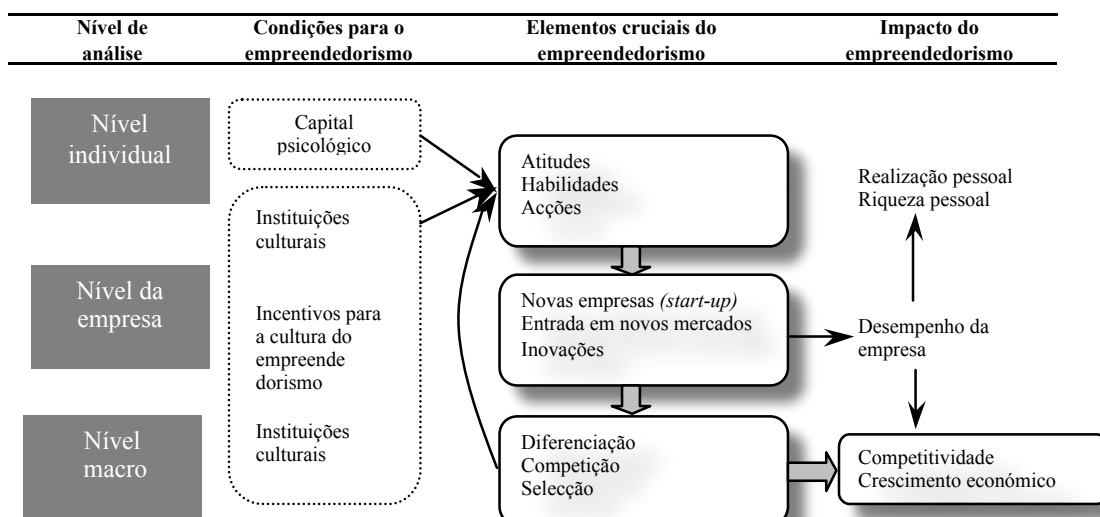 Nível de
análise
Condições para o
empreendedorismo
Elementos cruciais do
empreendedorismo
Impacto do
empreendedorismo
Nível
individual
Capital
psicológico
Atitudes
Habilidades
Acções
Realização pessoal
Riqueza pessoal
Instituições
culturais
Nível da
empresa
Incentivos para
a cultura do
empreende
dorismo
Novas empresas (start-up)
Entrada em novos mercados
Inovações
Desempenho da
empresa
Nível
macro
Instituições
culturais
Diferenciação
Competição
Selecção
Competitividade
Crescimento económico